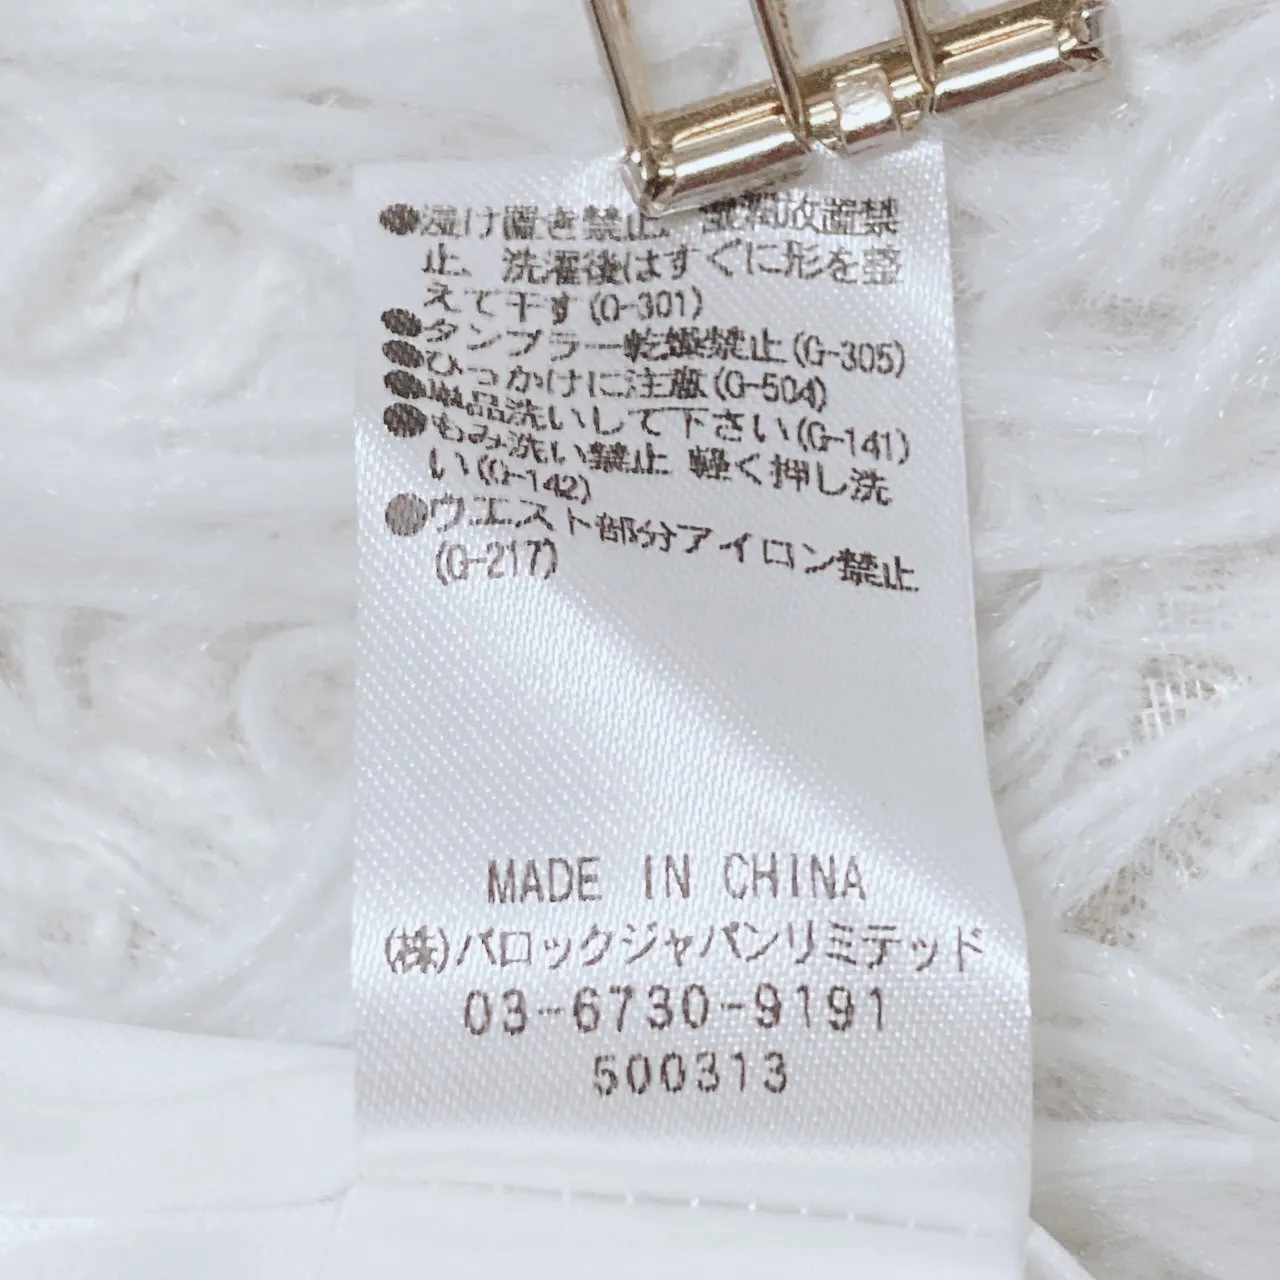 ●浸け置き禁止 濡れ放置禁
止、洗濯後はすぐに形を整
えて干す(G-301)
●タンブラー乾燥禁止(G-305)
●ひっかけに注意(G-504)
●単品洗いして下さい(G-141)
●もみ洗い禁止 軽く押し洗
い(G-142)
●ウエスト部分アイロン禁止
(G-217)
MADE IN CHINA
(株)バロックジャパンリミテッド
03-6730-9191
500313